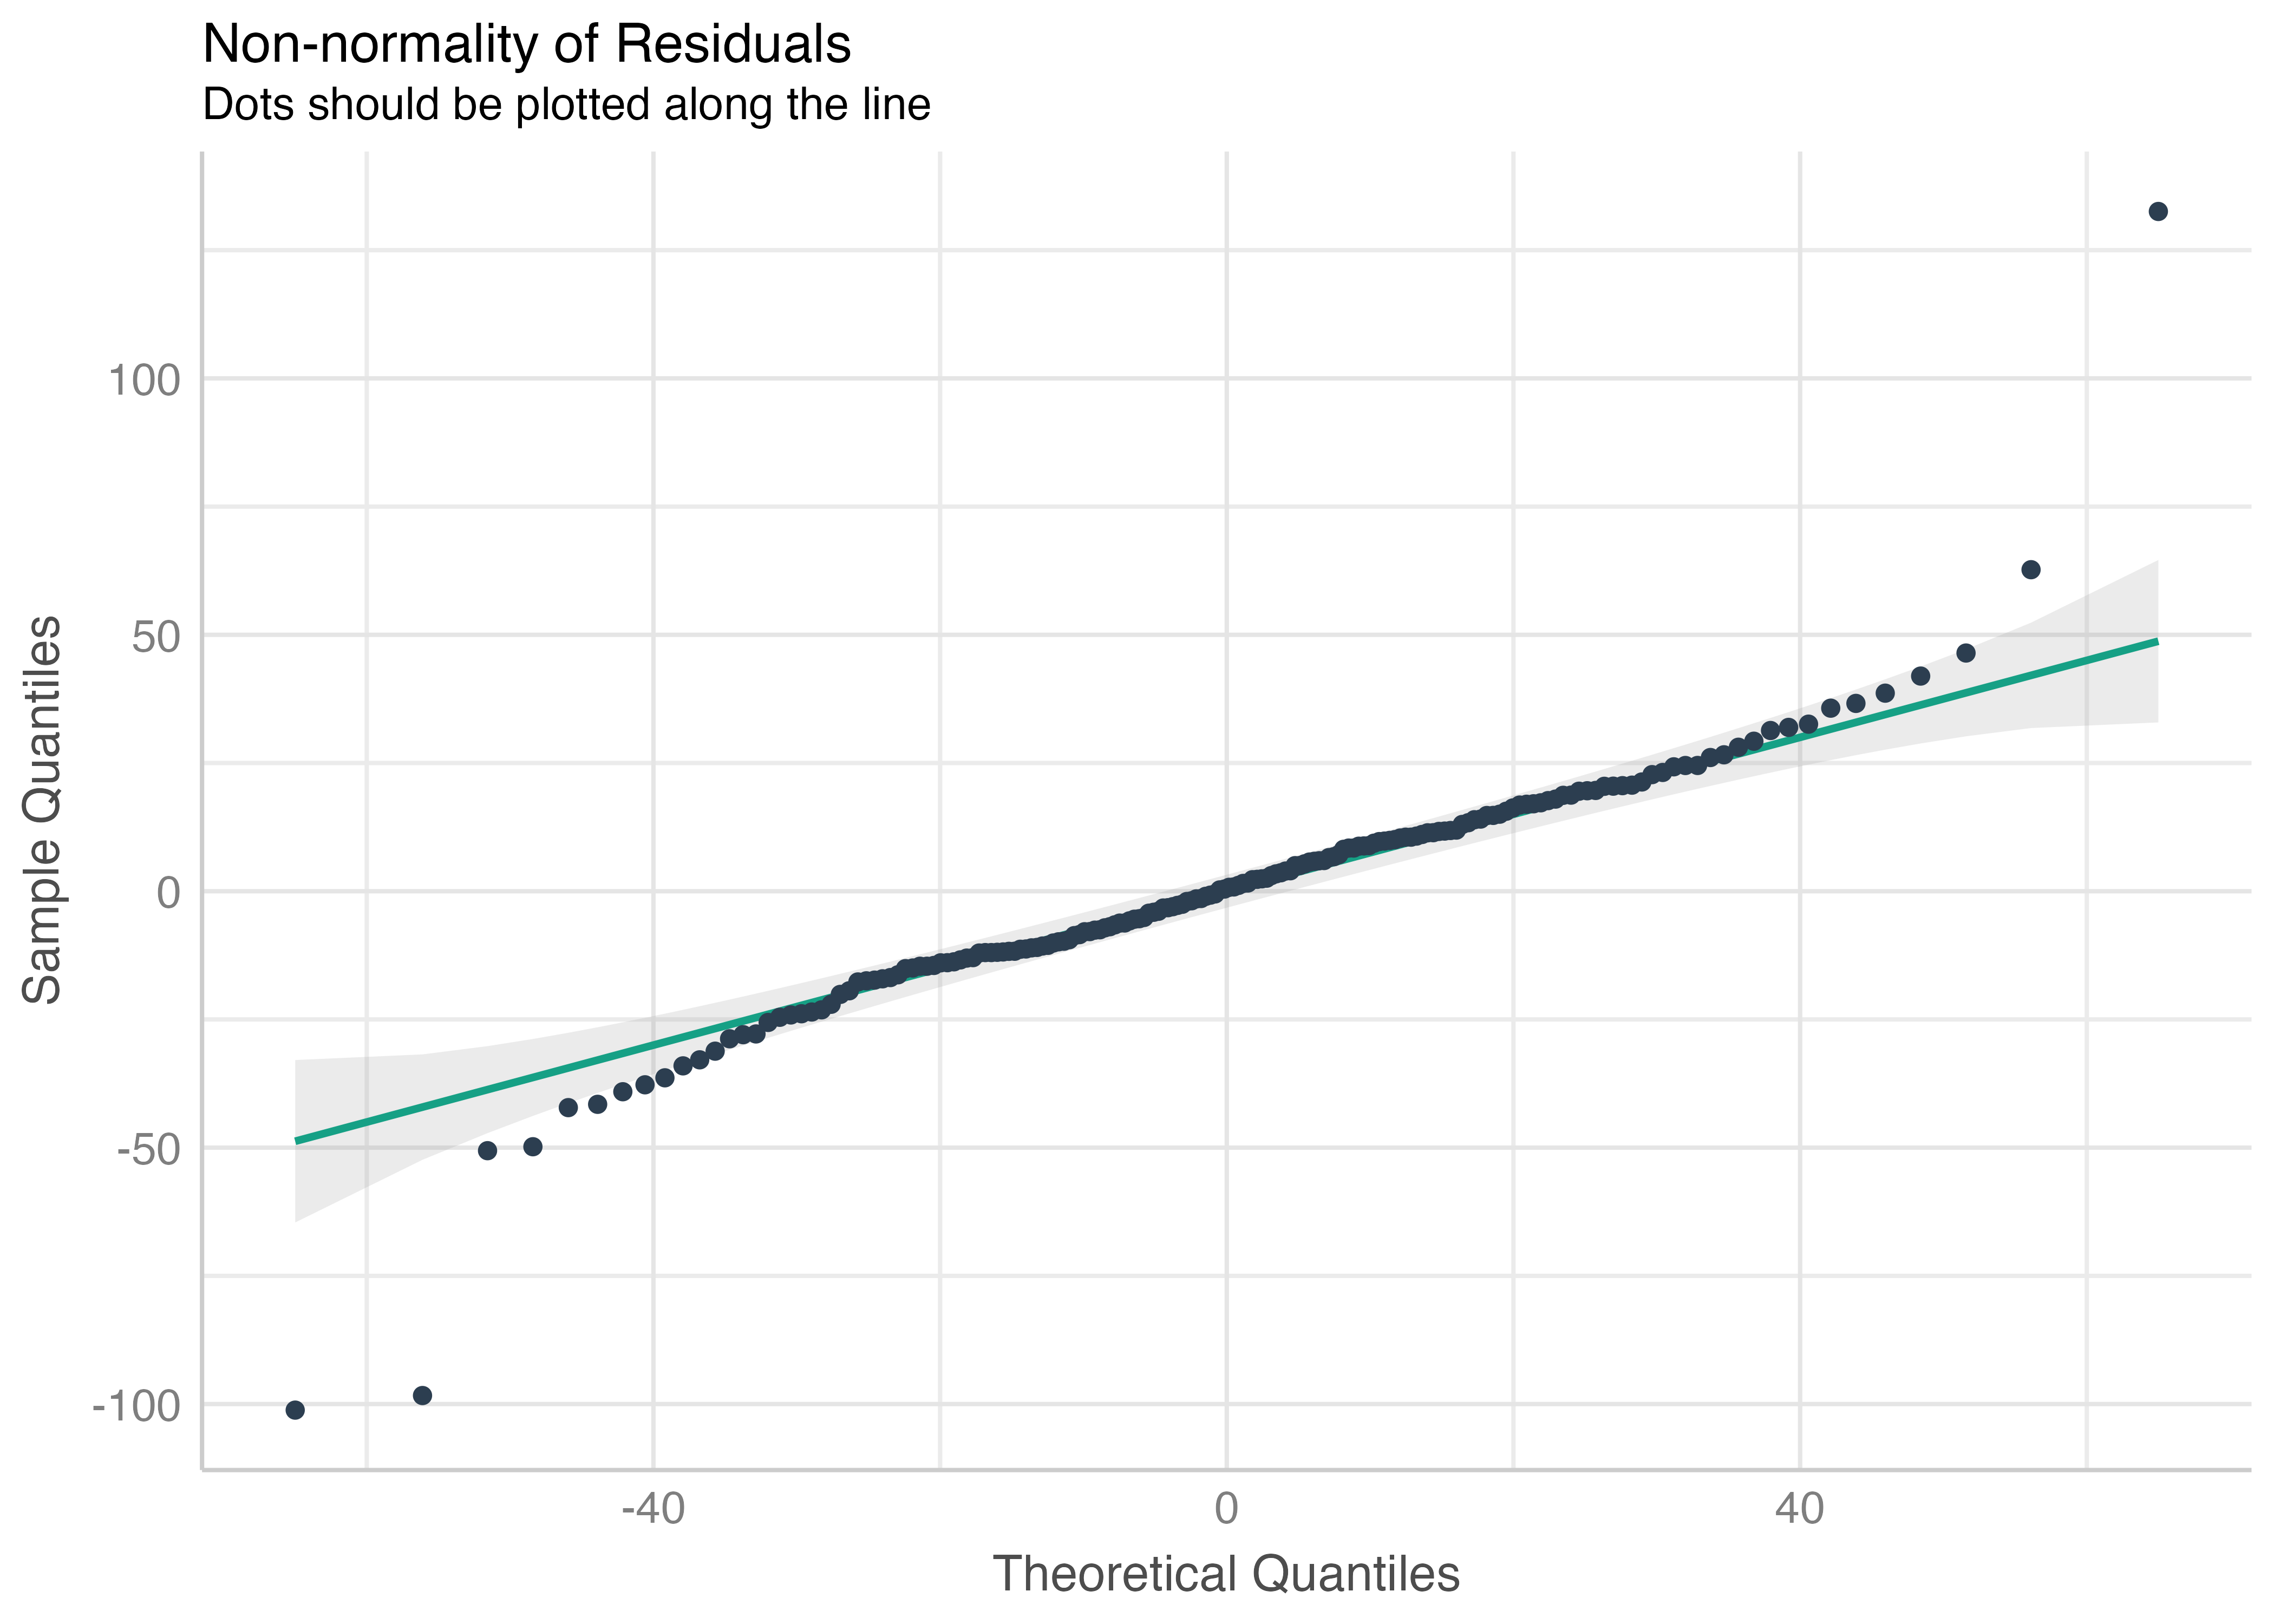 Non-normality of Residuals
Dots should be plotted along the line
100
50
0
-50
-100
Sample Quantiles
-40
0
40
Theoretical Quantiles